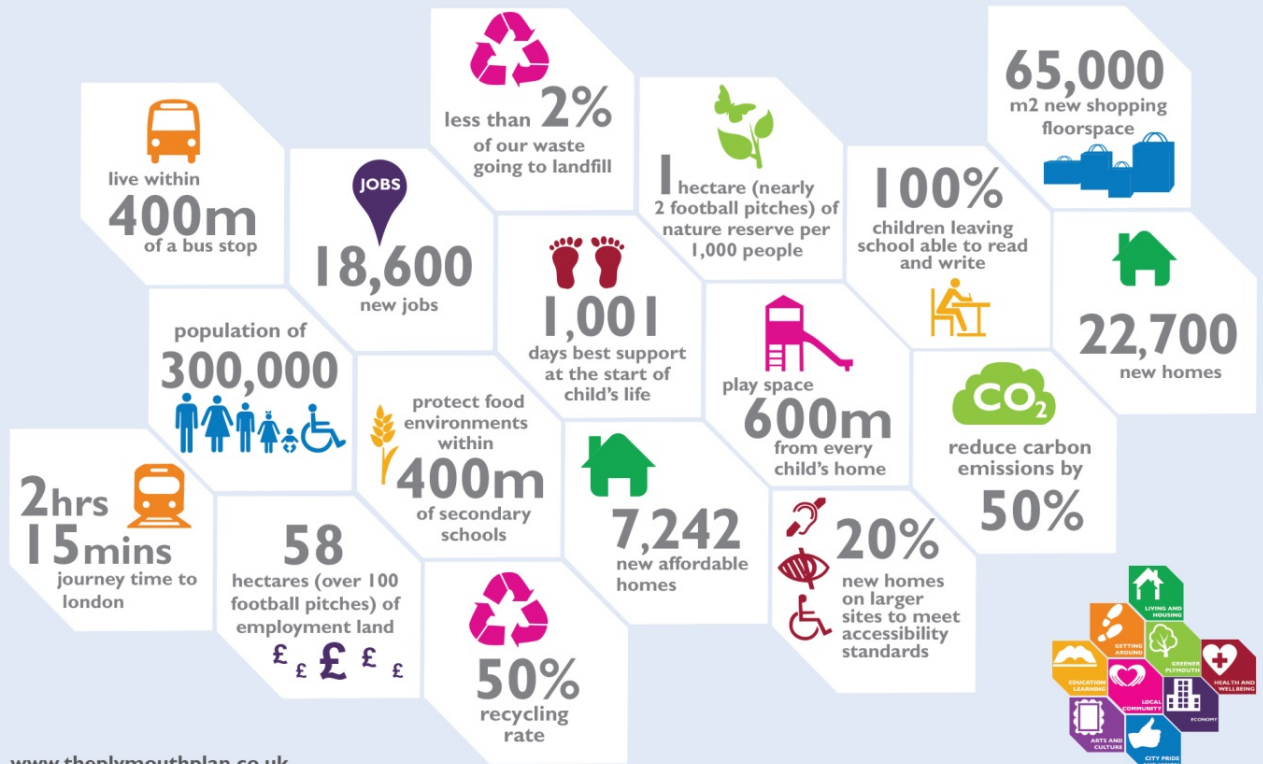 less than 2%
of our waste
going to landfill
65,000
m2 new shopping
floorspace
live within
400m
of a bus stop
JOBS
18,600
new jobs
1 hectare (nearly
2 football pitches) of
nature reserve per
1,000 people
100%
children leaving
school able to read
and write
22,700
new homes
population of
300,000
1,001
days best support
at the start of
child's life
play space
600m
from every
child's home
CO2
reduce carbon
emissions by
50%
protect food
environments
within
400m
of secondary
schools
2hrs
15mins
journey time to
london
58
hectares (over 100
football pitches) of
employment land
£ £ £ £ £
7,242
new affordable
homes
20%
new homes
on larger
sites to meet
accessibility
standards
50%
recycling
rate
LIVING AND
HOUSING
GETTING
AROUND
GREENER
PLYMOUTH
EDUCATION
LEARNING
HEALTH AND
WELLBEING
LOCAL
COMMUNITY
ECONOMY
ARTS AND
CULTURE
CITY PRIDE
www.theplymouthplan.co.uk